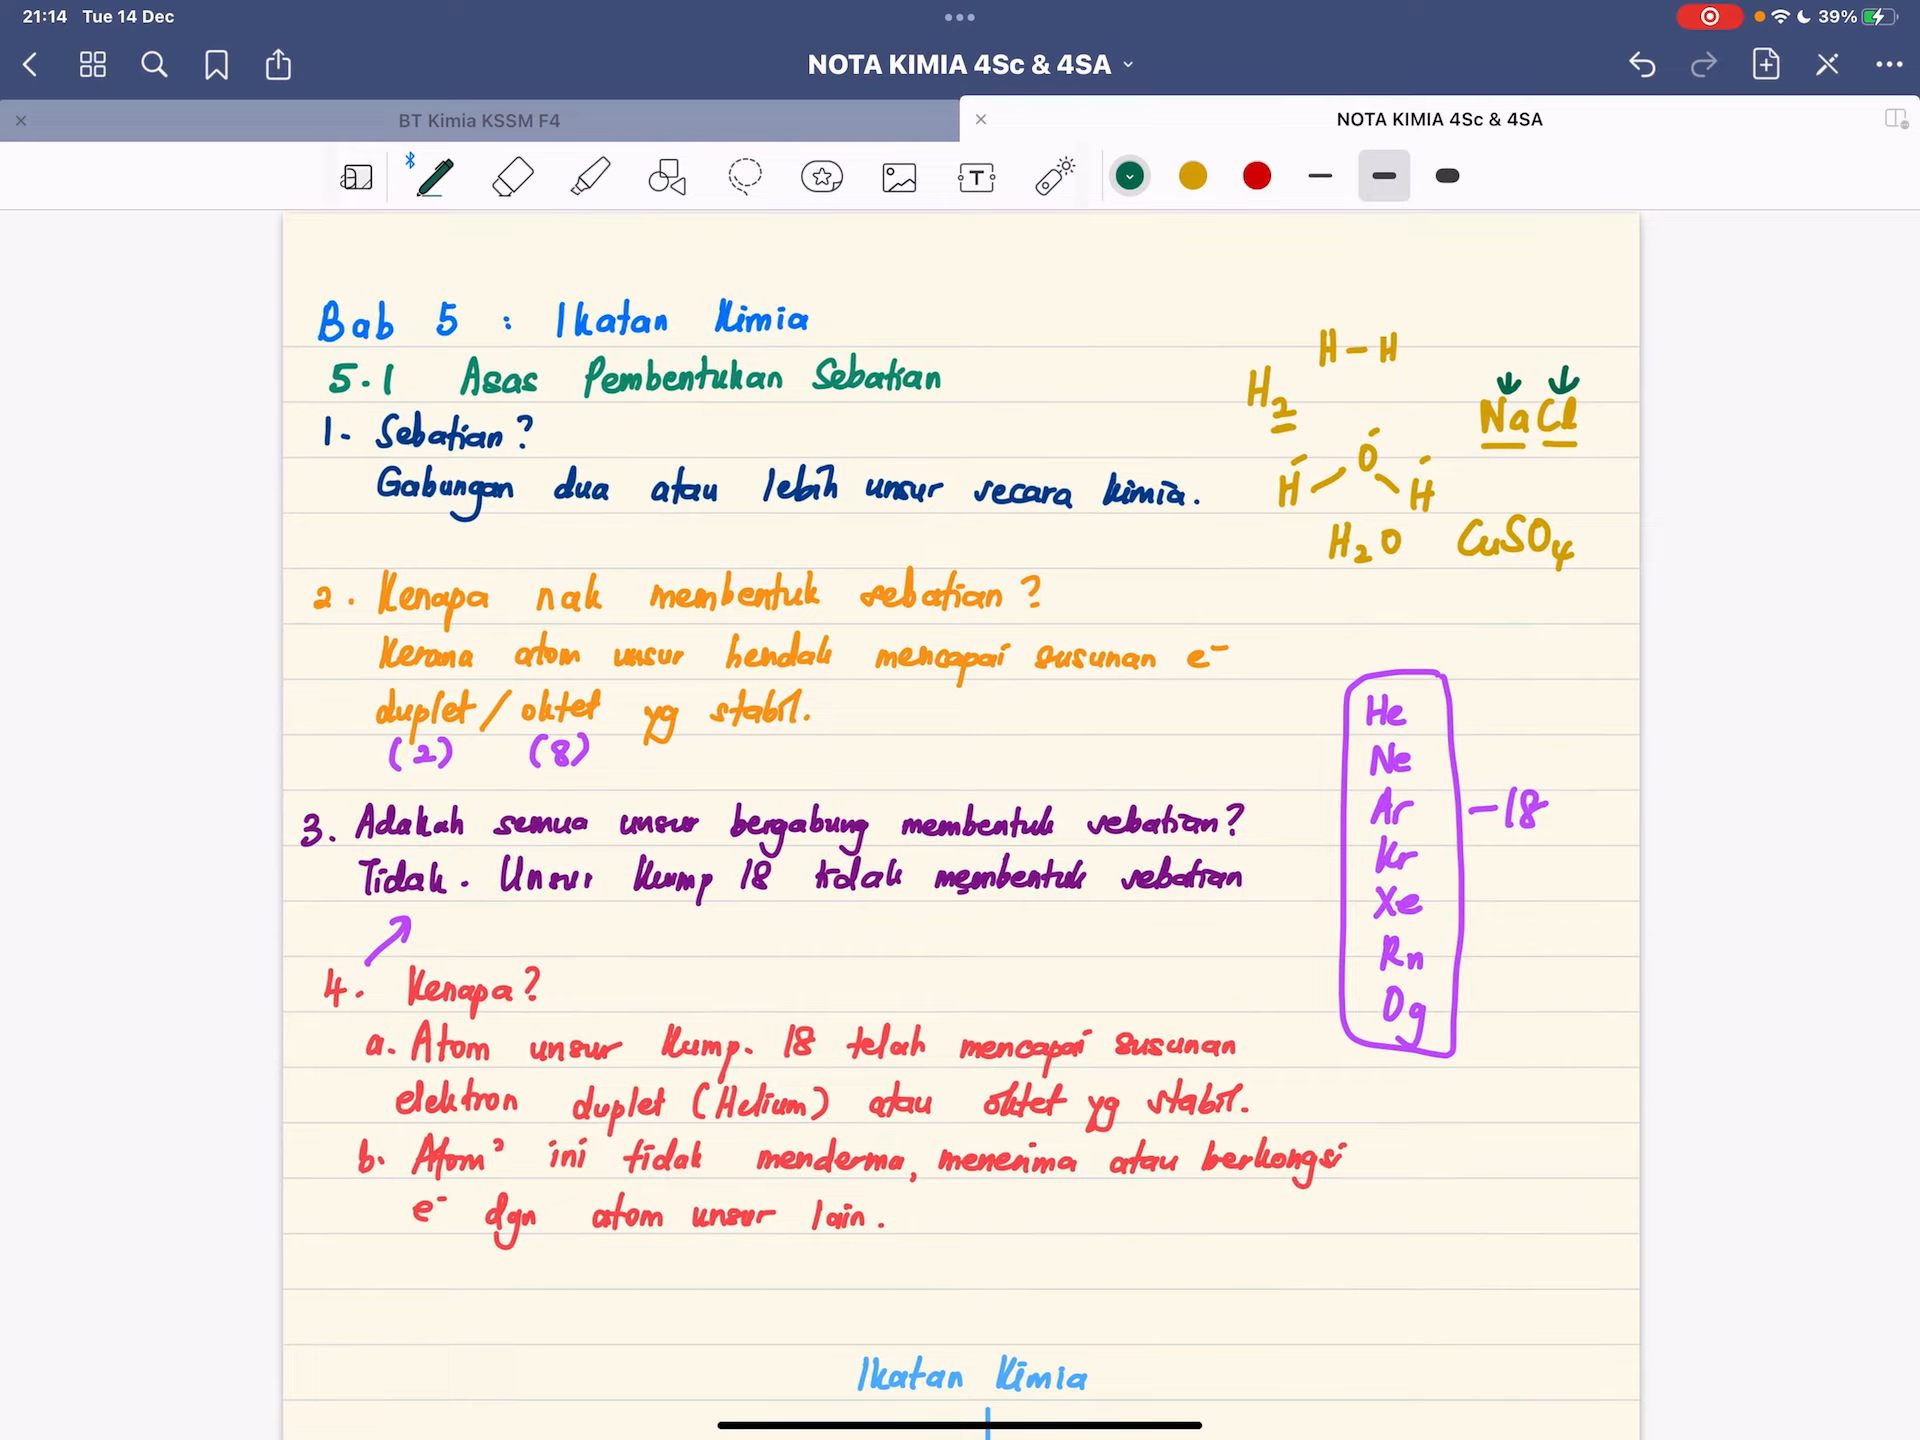 21:14 Tue 14 Dec
39%
NOTA KIMIA 4Sc & 4SA
BT Kimia KSSM F4
NOTA KIMIA 4Sc & 4SA
Bab 5 : Ikatan Kimia
5.1 Asas Pembentukan Sebatian
1. Sebatian?
Gabungan dua atau lebih unsur secara kimia.
H - H
H₂
NaCl
O
H H
H₂O CuSO₄
2. Kenapa nak membentuk sebatian?
Kerana atom unsur hendak mencapai susunan e⁻
duplet/oktet yg stabil.
(2) (8)
He
Ne
Ar
Kr
Xe
Rn
Og
-18
3. Adakah semua unsur bergabung membentuk sebatian?
Tidak. Unsur Kump 18 tidak membentuk sebatian
4. Kenapa?
a. Atom unsur Kump. 18 telah mencapai susunan
elektron duplet (Helium) atau oktet yg stabil.
b. Atom² ini tidak menderma, menerima atau berkongsi
e⁻ dgn atom unsur lain.
Ikatan Kimia